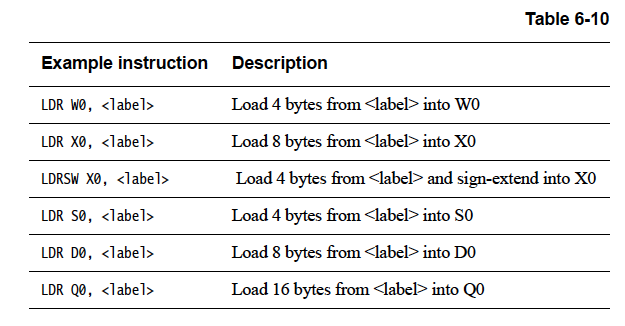 Table 6-10
Example instruction Description
LDR W0, <label> Load 4 bytes from <label> into W0
LDR X0, <label> Load 8 bytes from <label> into X0
LDRSW X0, <label> Load 4 bytes from <label> and sign-extend into X0
LDR S0, <label> Load 4 bytes from <label> into S0
LDR D0, <label> Load 8 bytes from <label> into D0
LDR Q0, <label> Load 16 bytes from <label> into Q0